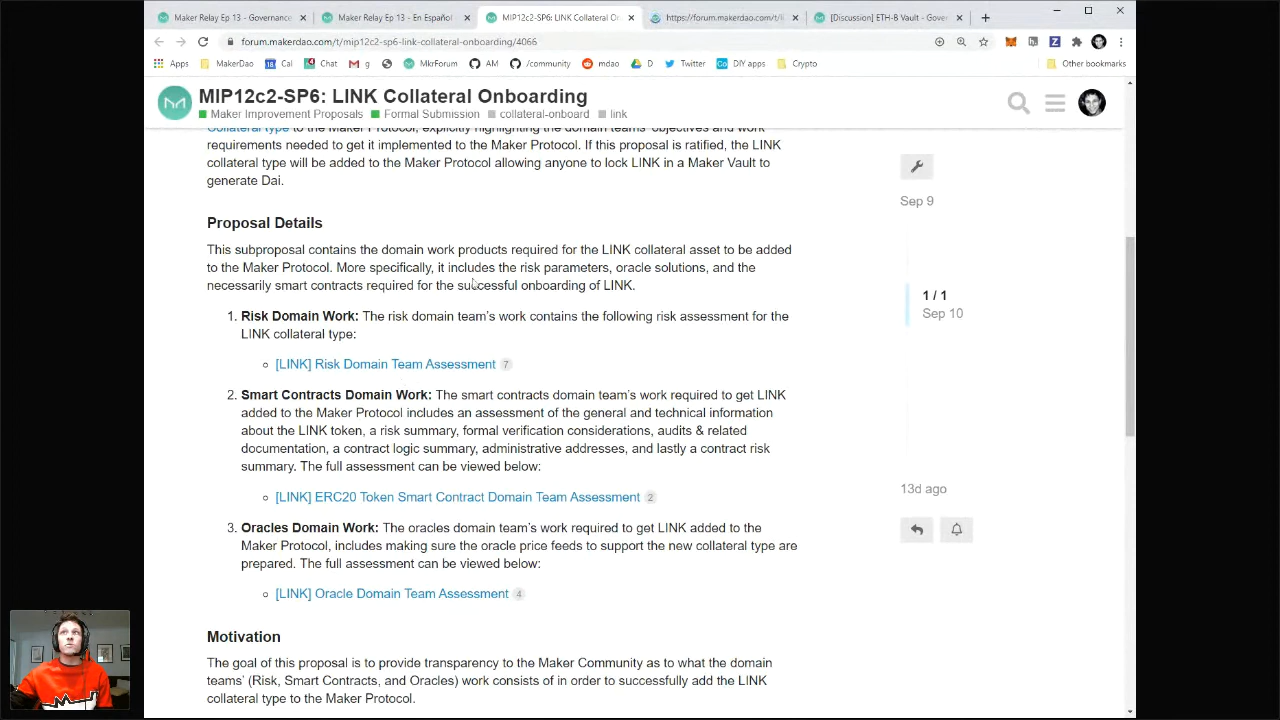 Maker Relay Ep 13 - Governance
Maker Relay Ep 13 - En Español
MIP12c2-SP6: LINK Collateral O
https://forum.makerdao.com/t/
[Discussion] ETH-B Vault - Gove
forum.makerdao.com/t/mip12c2-sp6-link-collateral-onboarding/4066
Apps MakerDao Cal Chat g MkrForum AM /community mdao D Twitter DIY apps Crypto Other bookmarks
MIP12c2-SP6: LINK Collateral Onboarding
Maker Improvement Proposals Formal Submission collateral-onboard link
Collateral type to the Maker Protocol, explicitly highlighting the domain teams' objectives and work
requirements needed to get it implemented to the Maker Protocol. If this proposal is ratified, the LINK
collateral type will be added to the Maker Protocol allowing anyone to lock LINK in a Maker Vault to
generate Dai.
Proposal Details
This subproposal contains the domain work products required for the LINK collateral asset to be added
to the Maker Protocol. More specifically, it includes the risk parameters, oracle solutions, and the
necessarily smart contracts required for the successful onboarding of LINK.
1. Risk Domain Work: The risk domain team's work contains the following risk assessment for the
LINK collateral type:
[LINK] Risk Domain Team Assessment 7
2. Smart Contracts Domain Work: The smart contracts domain team's work required to get LINK
added to the Maker Protocol includes an assessment of the general and technical information
about the LINK token, a risk summary, formal verification considerations, audits & related
documentation, a contract logic summary, administrative addresses, and lastly a contract risk
summary. The full assessment can be viewed below:
[LINK] ERC20 Token Smart Contract Domain Team Assessment 2
3. Oracles Domain Work: The oracles domain team's work required to get LINK added to the
Maker Protocol, includes making sure the oracle price feeds to support the new collateral type are
prepared. The full assessment can be viewed below:
[LINK] Oracle Domain Team Assessment 4
Motivation
The goal of this proposal is to provide transparency to the Maker Community as to what the domain
teams' (Risk, Smart Contracts, and Oracles) work consists of in order to successfully add the LINK
collateral type to the Maker Protocol.
Sep 9
1 / 1
Sep 10
13d ago